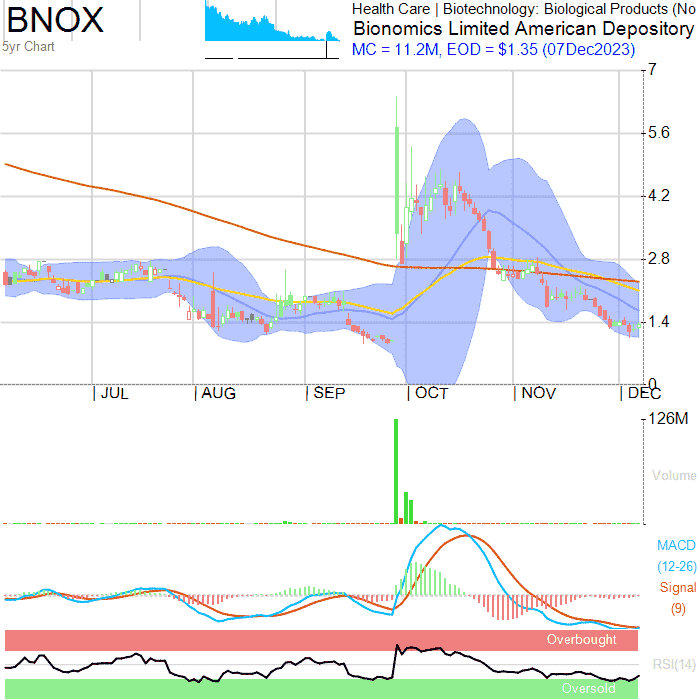 BNOX
5yr Chart
Health Care | Biotechnology: Biological Products (No
Bionomics Limited American Depository
MC = 11.2M, EOD = $1.35 (07Dec2023)
7
5.6
4.2
2.8
1.4
0
JUL AUG SEP OCT NOV DEC
126M
Volume
MACD
(12-26)
Signal
(9)
Overbought
RSI(14)
Oversold